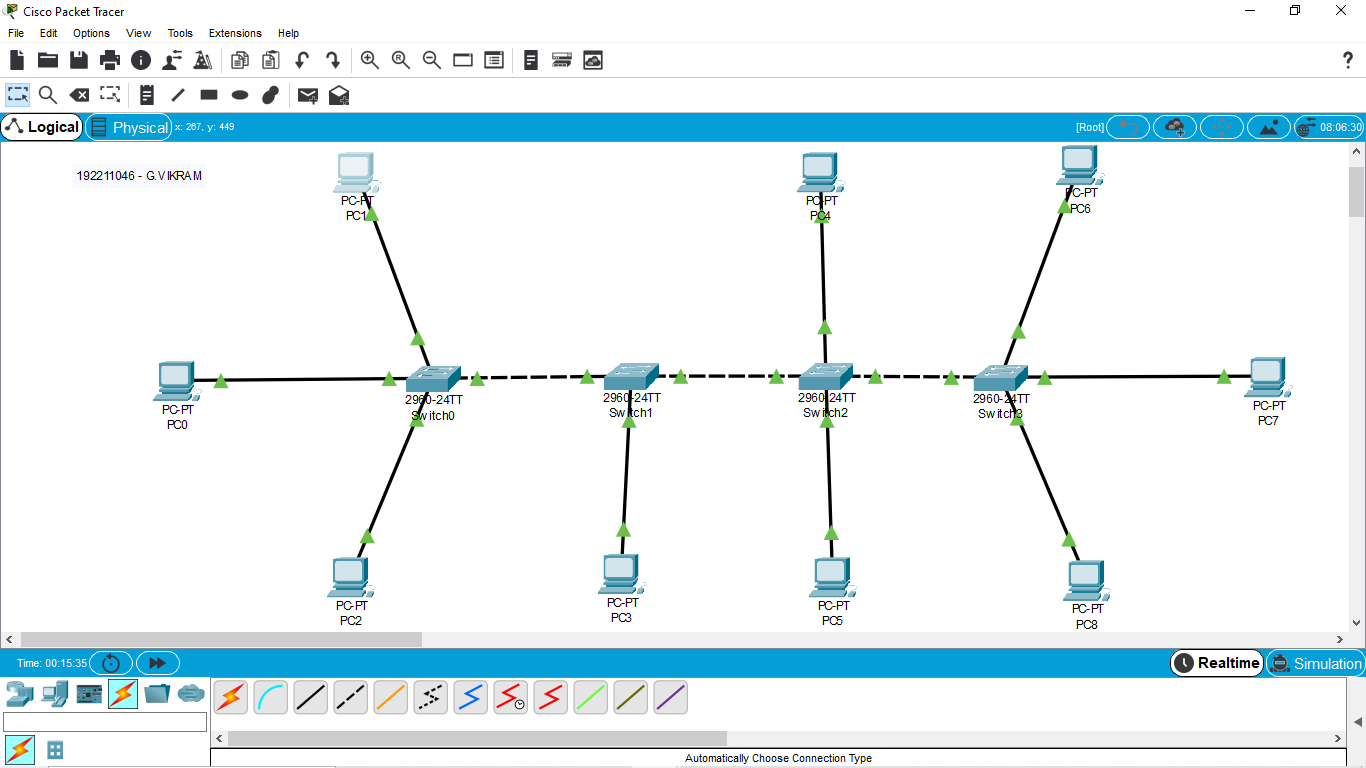 Cisco Packet Tracer
File Edit Options View Tools Extensions Help
Logical Physical x: 267, y: 449 [Root] 08:06:30
192211046 - G.VIKRAM
PC-PT
PC1
PC-PT
PC4
PC-PT
PC6
PC-PT
PC0
2960-24TT
Switch0
2960-24TT
Switch1
2960-24TT
Switch2
2960-24TT
Switch3
PC-PT
PC7
PC-PT
PC2
PC-PT
PC3
PC-PT
PC5
PC-PT
PC8
Time: 00:15:35 Realtime Simulation
Automatically Choose Connection Type